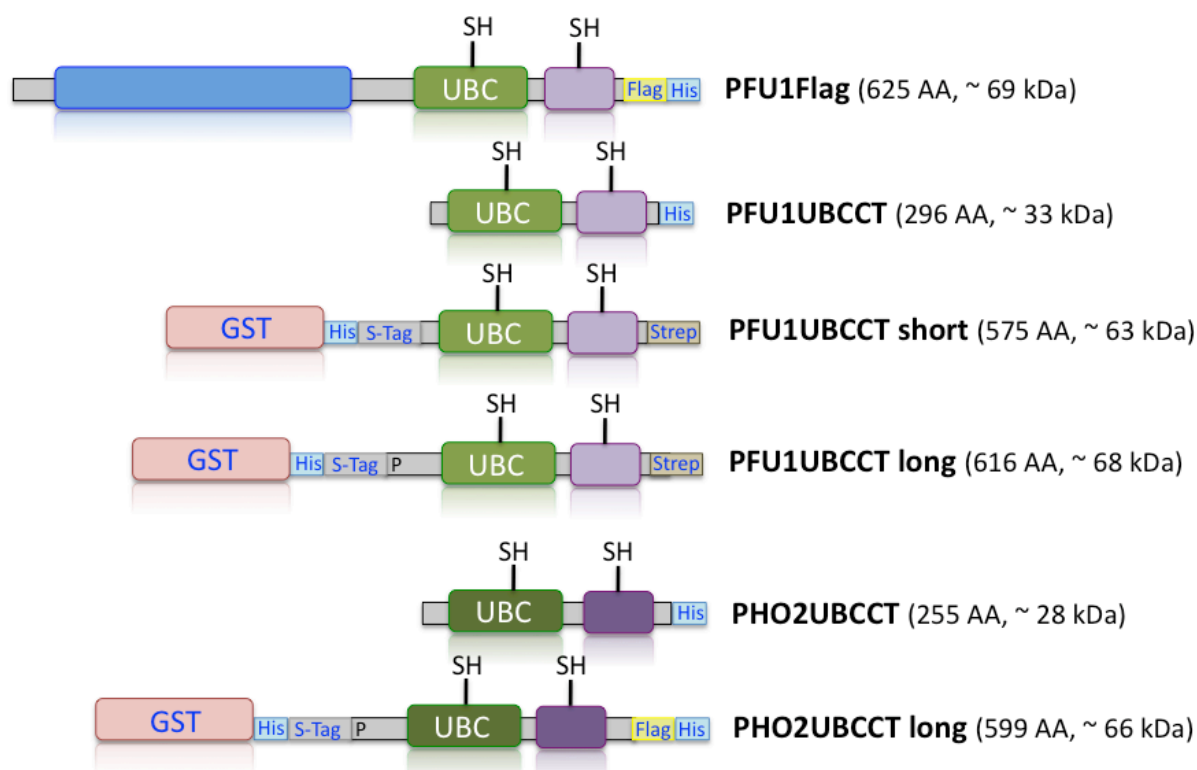 SH SH
UBC Flag His PFU1Flag (625 AA, ~ 69 kDa)
SH SH
UBC His PFU1UBCCT (296 AA, ~ 33 kDa)
SH SH
GST His S-Tag UBC Strep PFU1UBCCT short (575 AA, ~ 63 kDa)
SH SH
GST His S-Tag P UBC Strep PFU1UBCCT long (616 AA, ~ 68 kDa)
SH SH
UBC His PHO2UBCCT (255 AA, ~ 28 kDa)
SH SH
GST His S-Tag P UBC Flag His PHO2UBCCT long (599 AA, ~ 66 kDa)